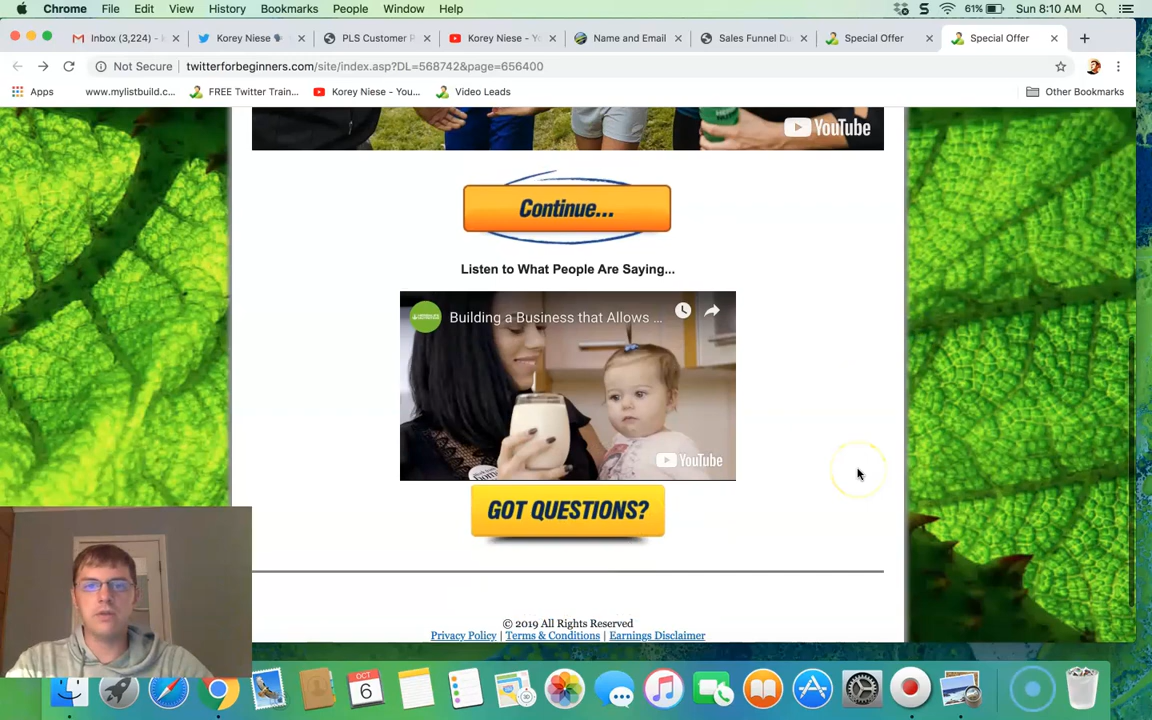 Chrome File Edit View History Bookmarks People Window Help 61% Sun 8:10 AM
Inbox (3,224) - Korey Niese PLS Customer Korey Niese - Yo Name and Email Sales Funnel Du Special Offer Special Offer
Not Secure twitterforbeginners.com/site/index.asp?DL=568742&page=656400
Apps www.mylistbuild.c... FREE Twitter Train... Korey Niese - You... Video Leads Other Bookmarks
YouTube
Continue...
Listen to What People Are Saying...
Building a Business that Allows ...
YouTube
GOT QUESTIONS?
© 2019 All Rights Reserved
Privacy Policy | Terms & Conditions | Earnings Disclaimer
OCT
6